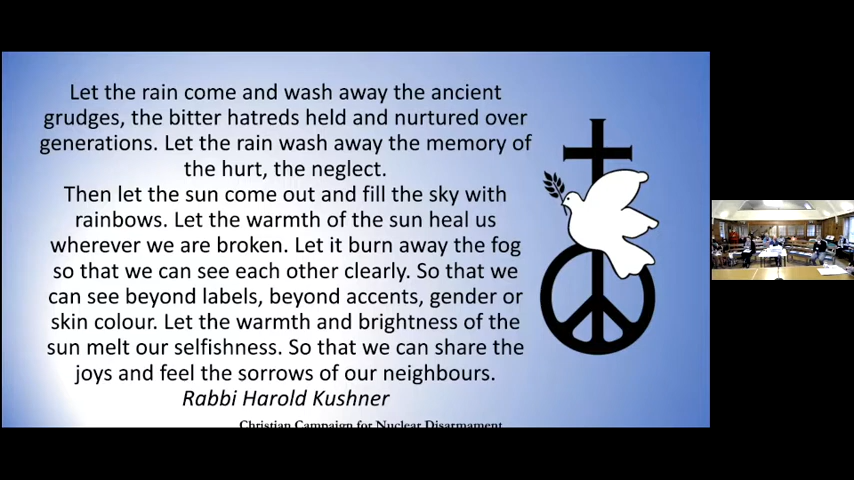 Let the rain come and wash away the ancient
grudges, the bitter hatreds held and nurtured over
generations. Let the rain wash away the memory of
the hurt, the neglect.
Then let the sun come out and fill the sky with
rainbows. Let the warmth of the sun heal us
wherever we are broken. Let it burn away the fog
so that we can see each other clearly. So that we
can see beyond labels, beyond accents, gender or
skin colour. Let the warmth and brightness of the
sun melt our selfishness. So that we can share the
joys and feel the sorrows of our neighbours.
Rabbi Harold Kushner
Christian Campaign for Nuclear Disarmament